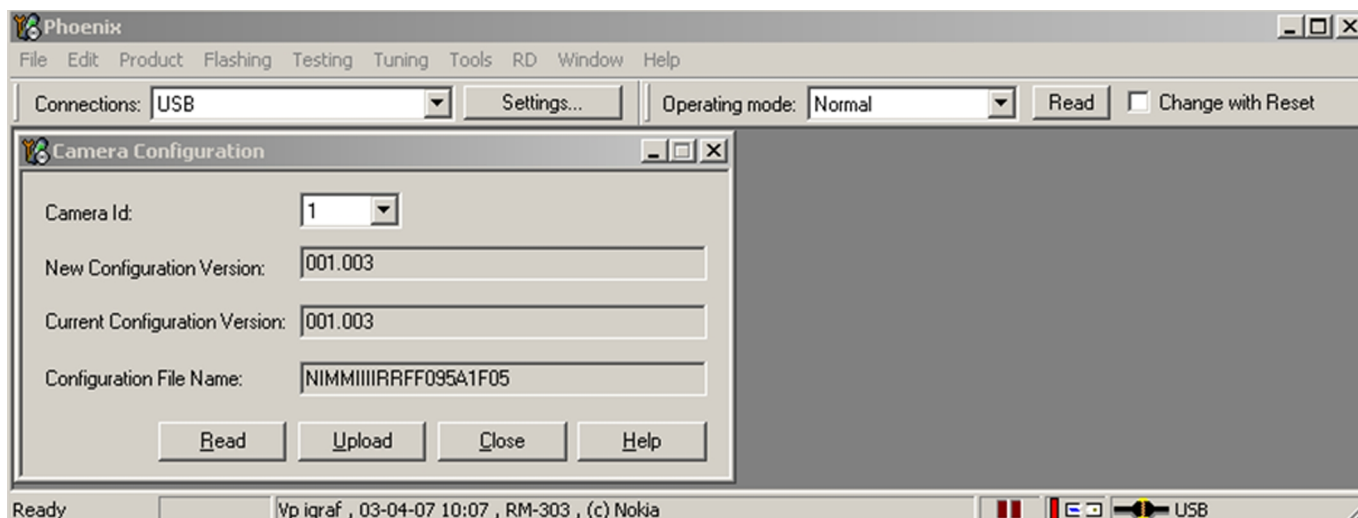 Phoenix
File Edit Product Flashing Testing Tuning Tools RD Window Help
Connections: USB Settings... Operating mode: Normal Read Change with Reset
Camera Configuration
Camera Id: 1
New Configuration Version: 001.003
Current Configuration Version: 001.003
Configuration File Name: NIMMIIIIRRFF095A1F05
Read Upload Close Help
Ready Vp igraf , 03-04-07 10:07 , RM-303 , (c) Nokia USB